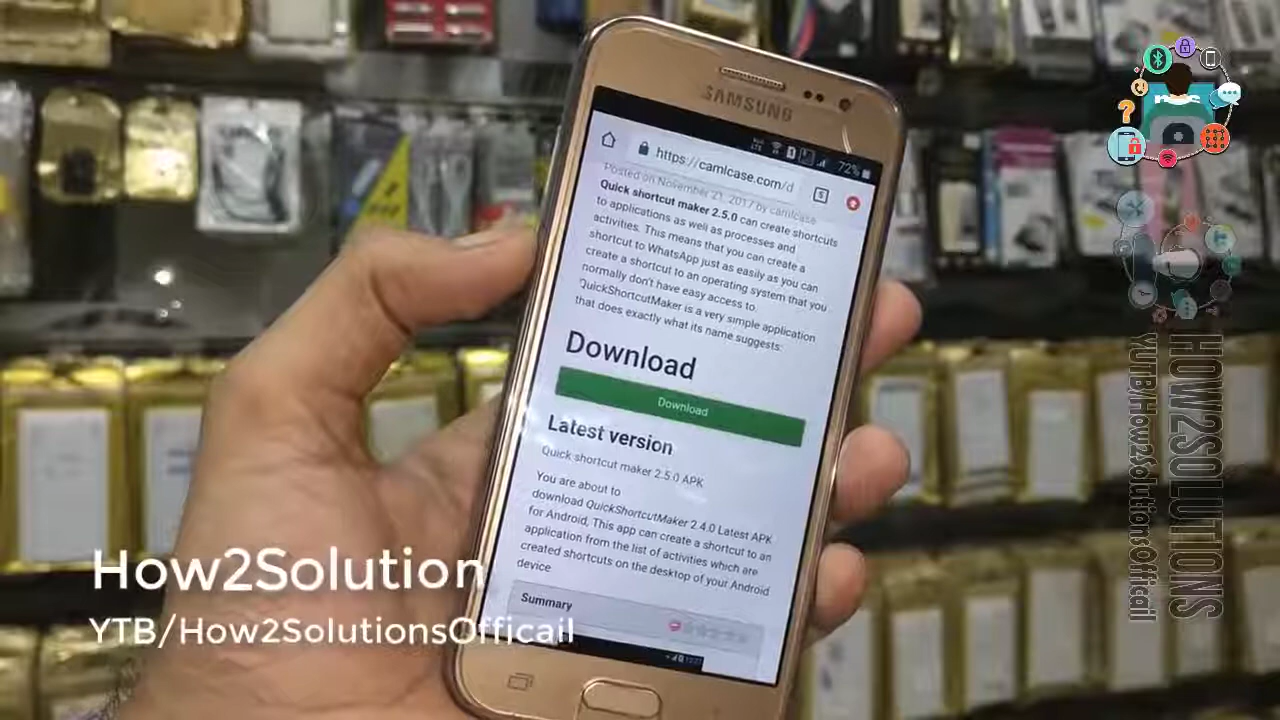 SAMSUNG
72%
https://camlcase.com/d
Posted on November 21, 2017 by camlcase
Quick shortcut maker 2.5.0 can create shortcuts
to applications as well as processes and
activities. This means that you can create a
shortcut to WhatsApp just as easily as you can
create a shortcut to an operating system that you
normally don't have easy access to.
QuickShortcutMaker is a very simple application
that does exactly what its name suggests:
Download
Download
Latest version
Quick shortcut maker 2.5.0 APK
You are about to
download QuickShortcutMaker 2.4.0 Latest APK
for Android, This app can create a shortcut to an
application from the list of activities which are
created shortcuts on the desktop of your Android
device
Summary
How2Solution
YTB/How2SolutionsOfficail
HOW2SOLUTIONS
YUTB/How2SolutionsOfficail